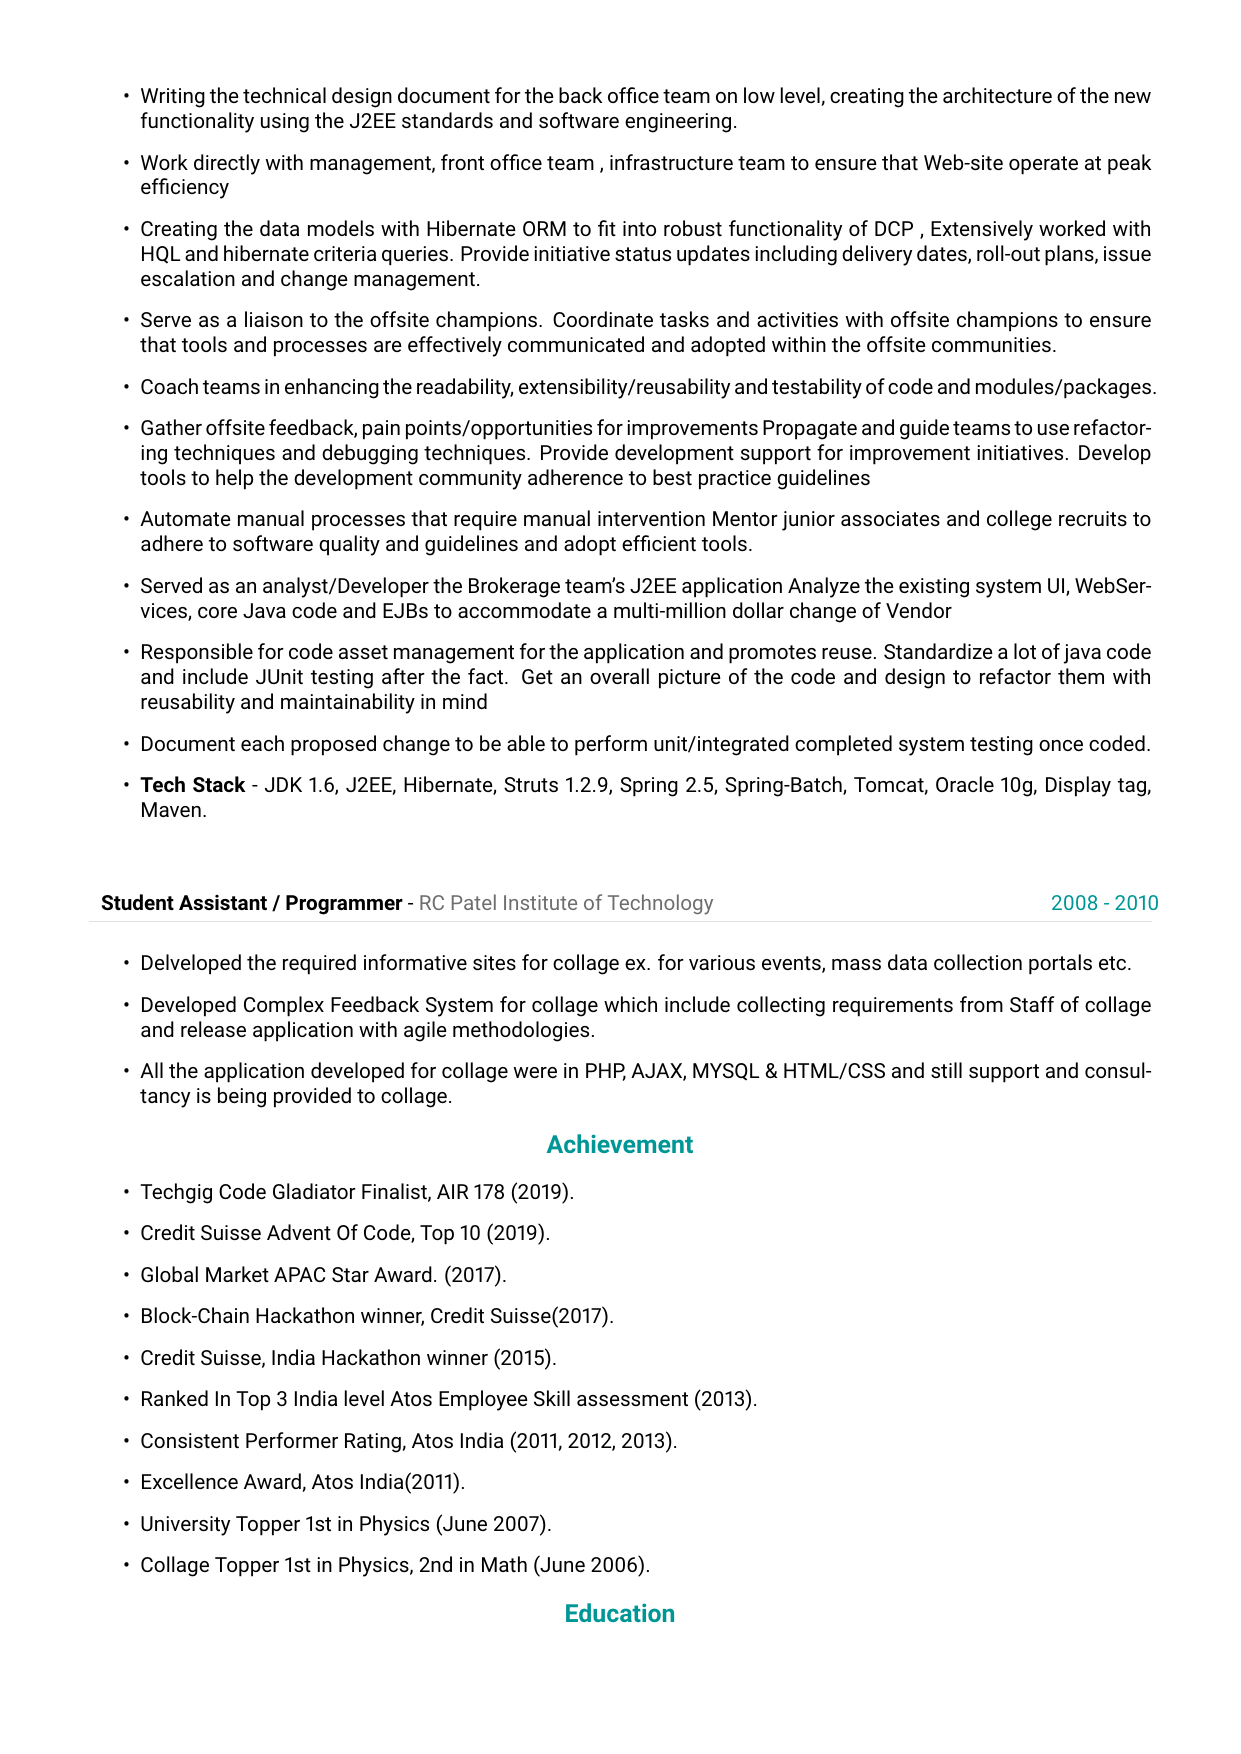 • Writing the technical design document for the back office team on low level, creating the architecture of the new
functionality using the J2EE standards and software engineering.
• Work directly with management, front office team , infrastructure team to ensure that Web-site operate at peak
efficiency
• Creating the data models with Hibernate ORM to fit into robust functionality of DCP , Extensively worked with
HQL and hibernate criteria queries. Provide initiative status updates including delivery dates, roll-out plans, issue
escalation and change management.
• Serve as a liaison to the offsite champions. Coordinate tasks and activities with offsite champions to ensure
that tools and processes are effectively communicated and adopted within the offsite communities.
• Coach teams in enhancing the readability, extensibility/reusability and testability of code and modules/packages.
• Gather offsite feedback, pain points/opportunities for improvements Propagate and guide teams to use refactor-
ing techniques and debugging techniques. Provide development support for improvement initiatives. Develop
tools to help the development community adherence to best practice guidelines
• Automate manual processes that require manual intervention Mentor junior associates and college recruits to
adhere to software quality and guidelines and adopt efficient tools.
• Served as an analyst/Developer the Brokerage team’s J2EE application Analyze the existing system UI, WebSer-
vices, core Java code and EJBs to accommodate a multi-million dollar change of Vendor
• Responsible for code asset management for the application and promotes reuse. Standardize a lot of java code
and include JUnit testing after the fact. Get an overall picture of the code and design to refactor them with
reusability and maintainability in mind
• Document each proposed change to be able to perform unit/integrated completed system testing once coded.
• Tech Stack - JDK 1.6, J2EE, Hibernate, Struts 1.2.9, Spring 2.5, Spring-Batch, Tomcat, Oracle 10g, Display tag,
Maven.
Student Assistant / Programmer - RC Patel Institute of Technology 2008 - 2010
• Delveloped the required informative sites for collage ex. for various events, mass data collection portals etc.
• Developed Complex Feedback System for collage which include collecting requirements from Staff of collage
and release application with agile methodologies.
• All the application developed for collage were in PHP, AJAX, MYSQL & HTML/CSS and still support and consul-
tancy is being provided to collage.
Achievement
• Techgig Code Gladiator Finalist, AIR 178 (2019).
• Credit Suisse Advent Of Code, Top 10 (2019).
• Global Market APAC Star Award. (2017).
• Block-Chain Hackathon winner, Credit Suisse(2017).
• Credit Suisse, India Hackathon winner (2015).
• Ranked In Top 3 India level Atos Employee Skill assessment (2013).
• Consistent Performer Rating, Atos India (2011, 2012, 2013).
• Excellence Award, Atos India(2011).
• University Topper 1st in Physics (June 2007).
• Collage Topper 1st in Physics, 2nd in Math (June 2006).
Education